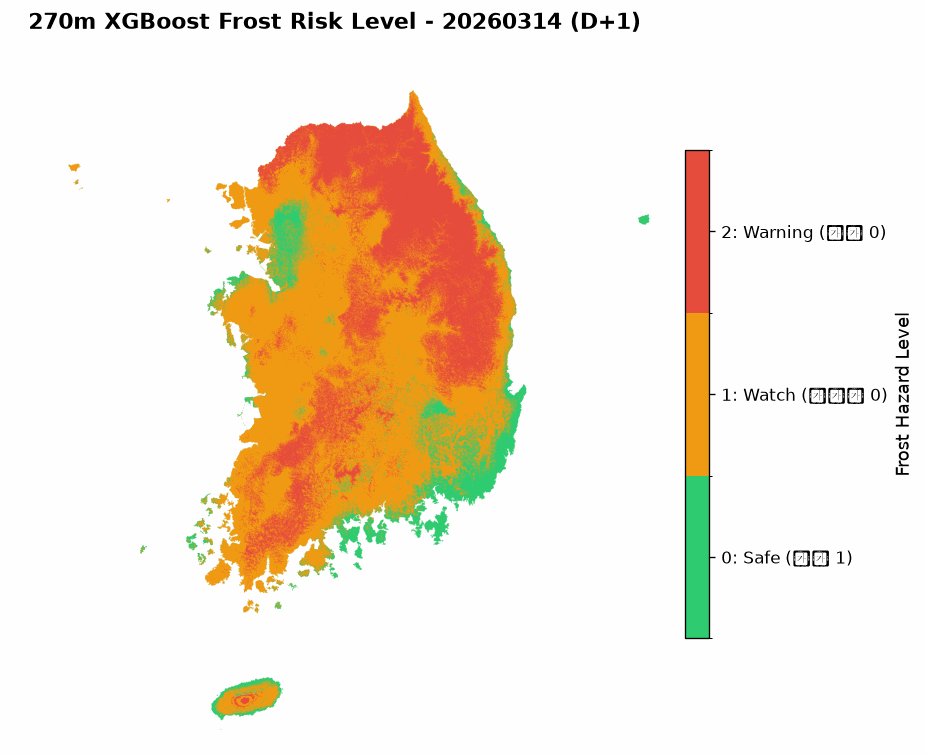 270m XGBoost Frost Risk Level - 20260314 (D+1)
2: Warning (□□ 0)
1: Watch (□□□ 0)
0: Safe (□□ 1)
Frost Hazard Level